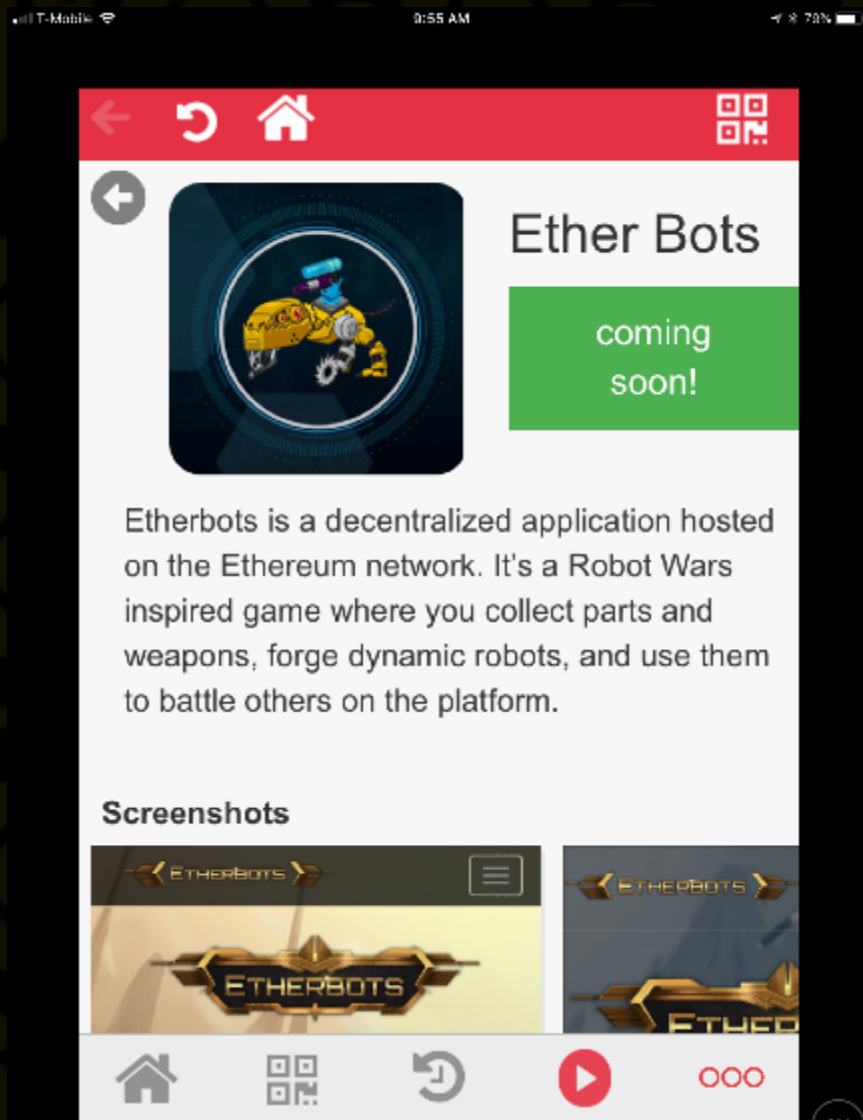 T-Mobile
9:55 AM
79%
Ether Bots
coming
soon!
Etherbots is a decentralized application hosted
on the Ethereum network. It's a Robot Wars
inspired game where you collect parts and
weapons, forge dynamic robots, and use them
to battle others on the platform.
Screenshots
ETHERBOTS
ETHERBOTS
ETHERBOTS